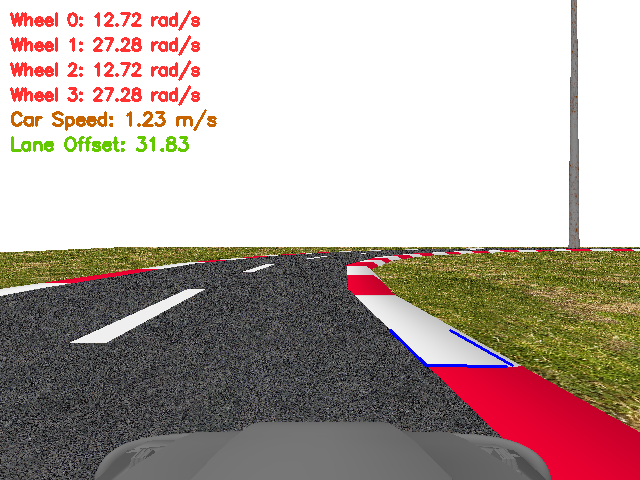 Wheel 0: 12.72 rad/s
Wheel 1: 27.28 rad/s
Wheel 2: 12.72 rad/s
Wheel 3: 27.28 rad/s
Car Speed: 1.23 m/s
Lane Offset: 31.83